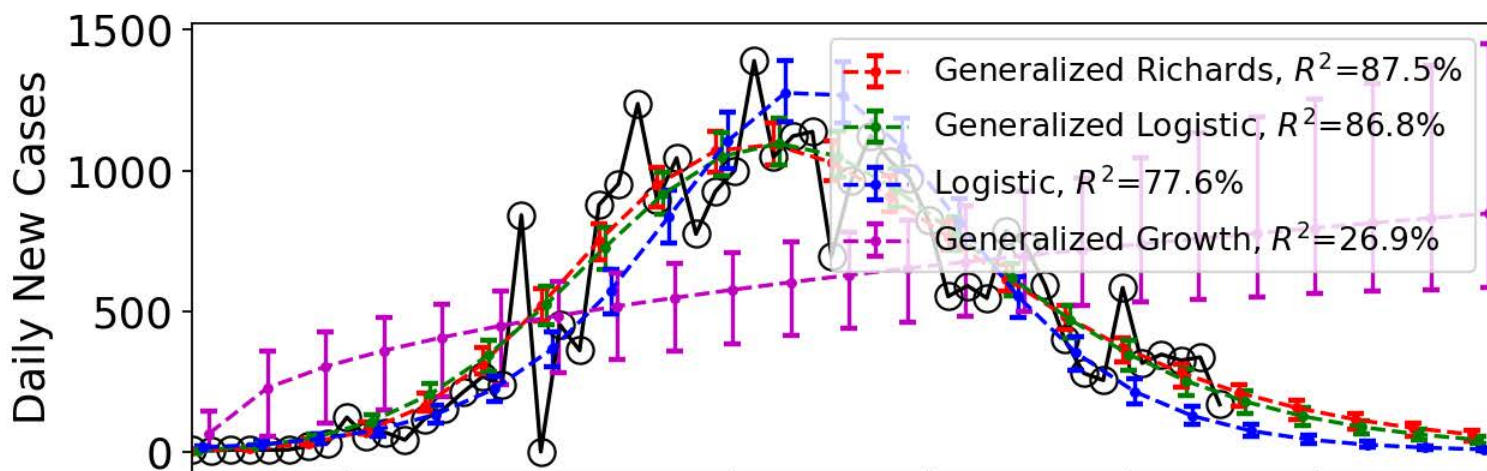 1500
1000
500
0
Daily New Cases
Generalized Richards, R²=87.5%
Generalized Logistic, R²=86.8%
Logistic, R²=77.6%
Generalized Growth, R²=26.9%